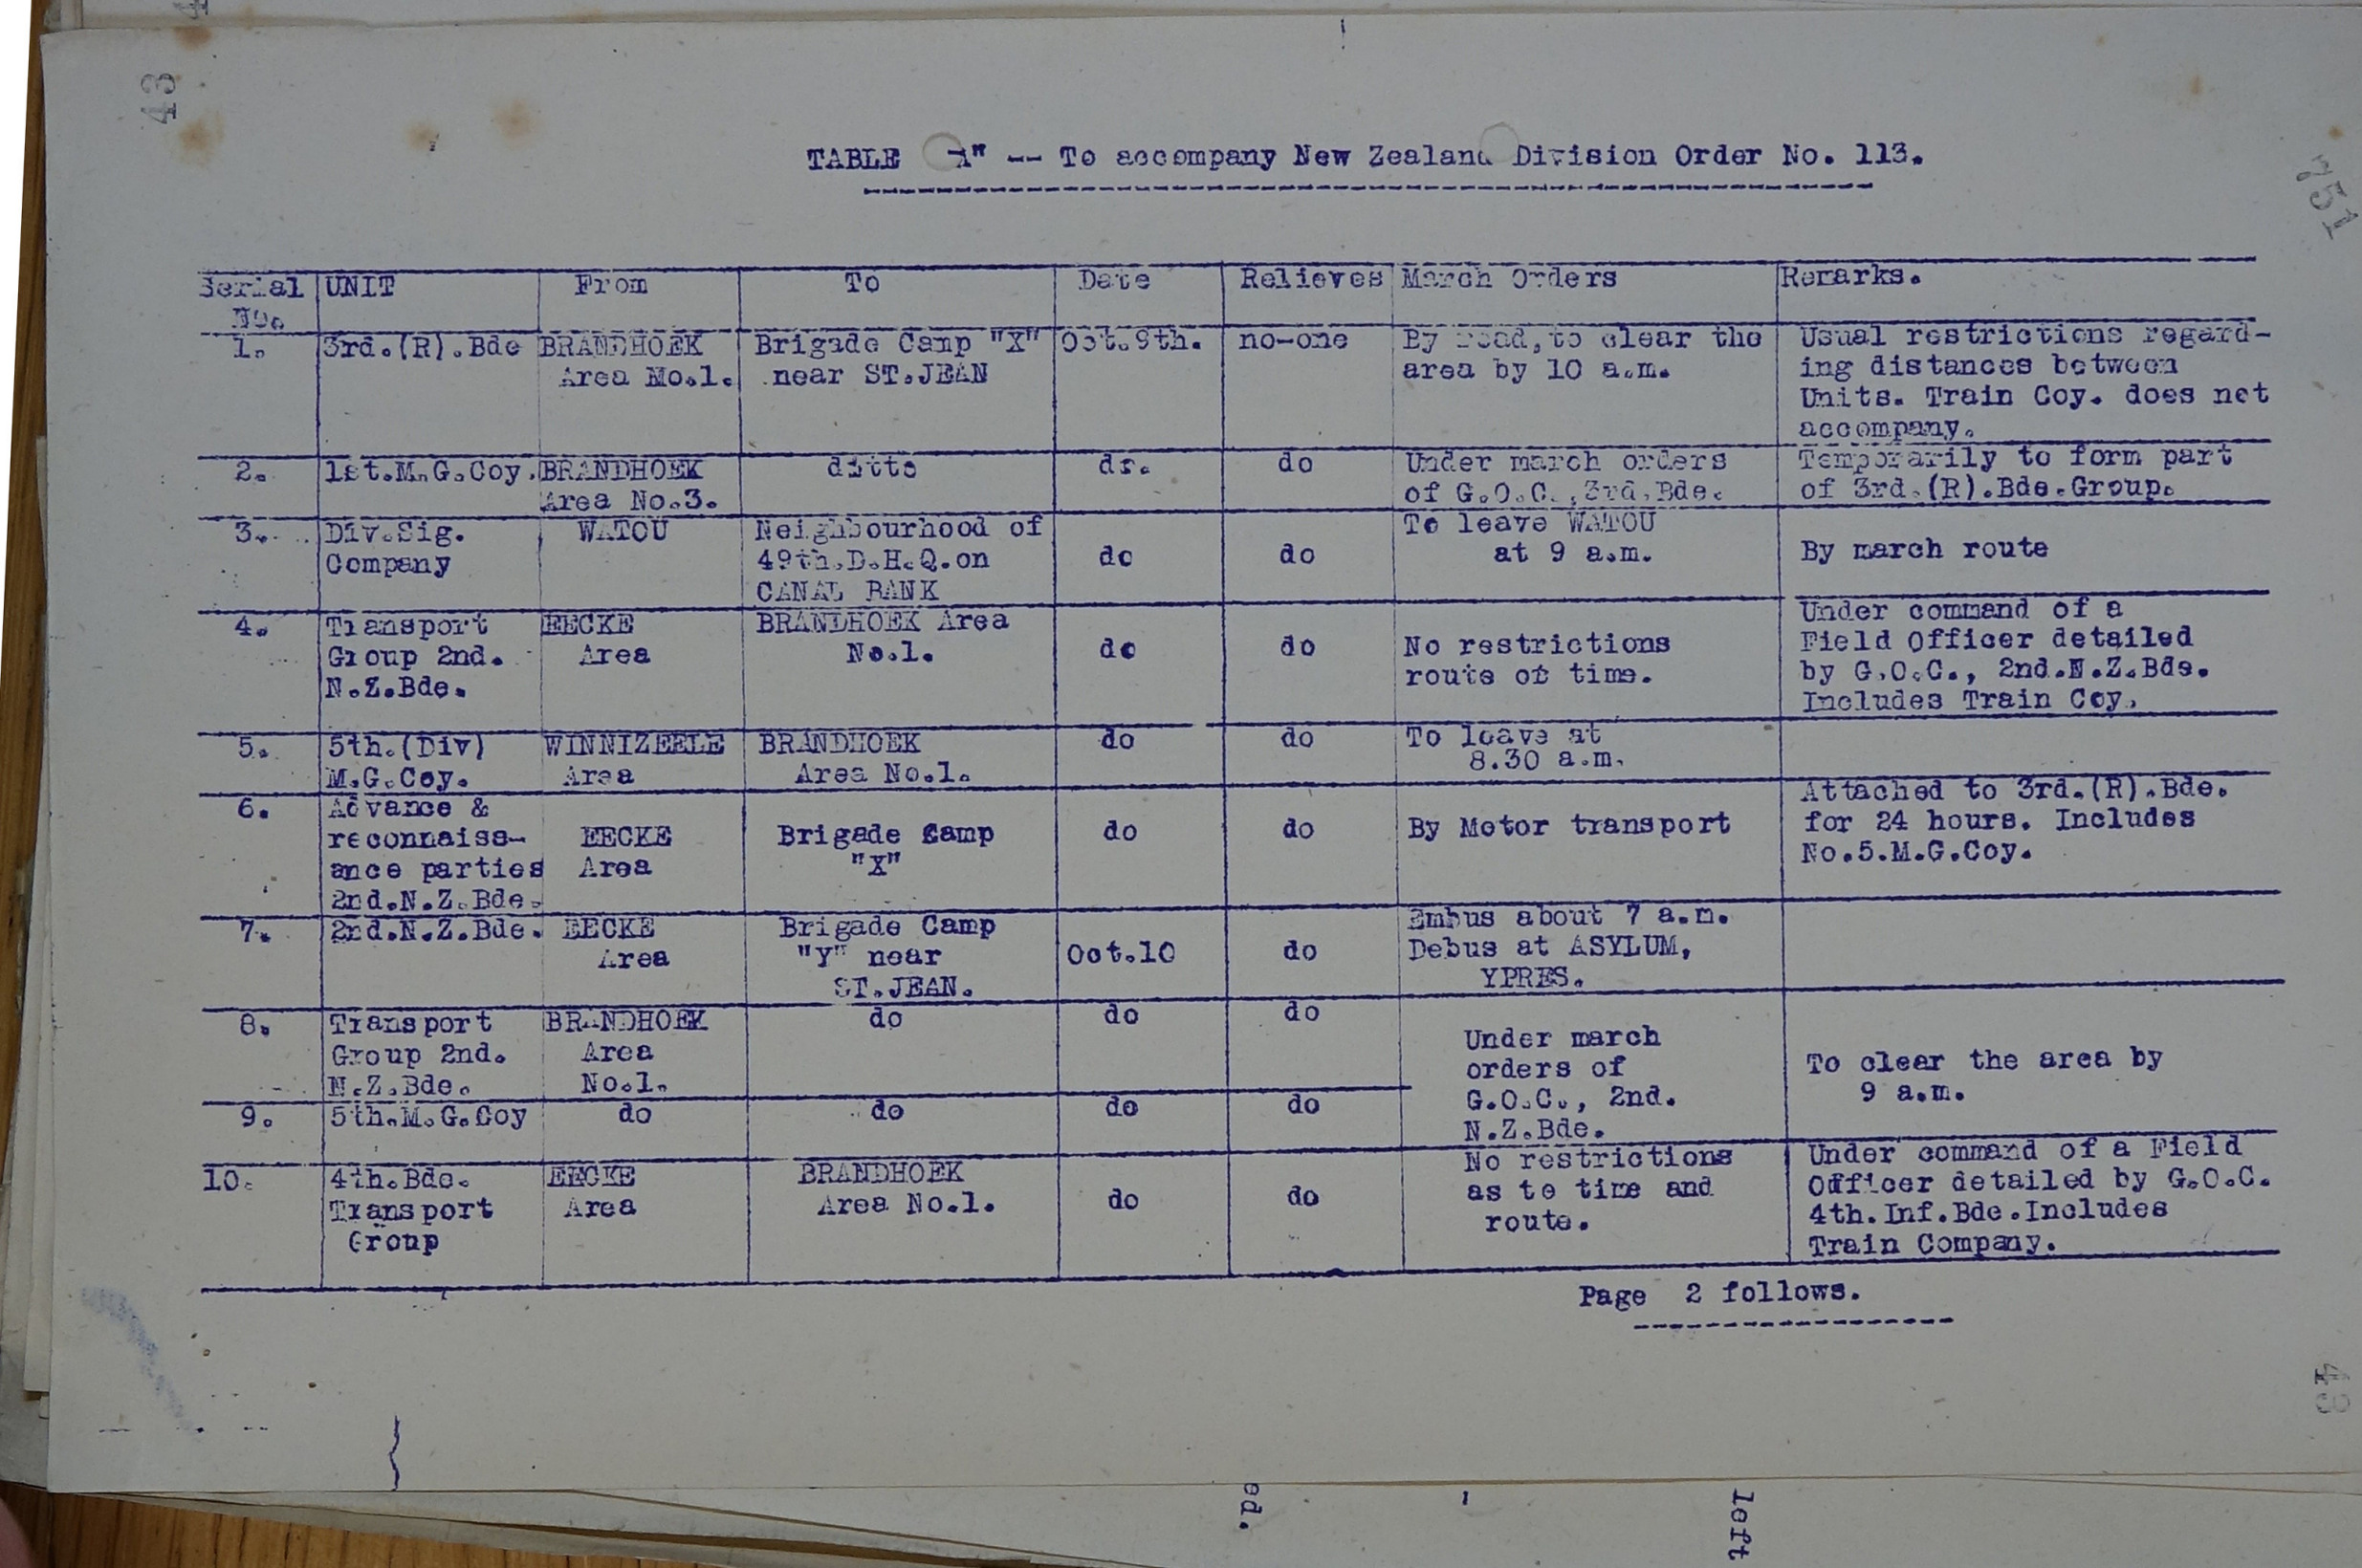 43
751
TABLE "A" -- To accompany New Zealand Division Order No. 113.
Serial No. UNIT From To Date Relieves March Orders Remarks.
1. 3rd.(R).Bde BRANDHOEK Brigade Camp "X" Oct.9th. no-one By road,to clear the Usual restrictions regard-
Area No.1. near ST.JEAN area by 10 a.m. ing distances between
Units. Train Coy. does not
accompany.
2. 1st.M.G.Coy. BRANDHOEK ditto do. do Under march orders Temporarily to form part
Area No.3. of G.O.C.,3rd.Bde. of 3rd.(R).Bde.Group.
3. Div.Sig. WATOU Neighbourhood of To leave WATOU
Company 49th.D.H.Q.on do do at 9 a.m. By march route
CANAL BANK
4. Transport EECKE BRANDHOEK Area Under command of a
Group 2nd. Area No.1. do do No restrictions Field Officer detailed
N.Z.Bde. route or time. by G.O.C., 2nd.N.Z.Bde.
Includes Train Coy.
5. 5th.(Div) WINNIZEELE BRANDHOEK do do To leave at
M.G.Coy. Area Area No.1. 8.30 a.m.
6. Advance & Attached to 3rd.(R).Bde.
reconnaiss- EECKE Brigade Camp do do By Motor transport for 24 hours. Includes
ance parties Area "X" No.5.M.G.Coy.
2nd.N.Z.Bde.
7. 2nd.N.Z.Bde. EECKE Brigade Camp Embus about 7 a.m.
Area "Y" near Oct.10 do Debus at ASYLUM,
ST.JEAN. YPRES.
8. Transport BRANDHOEK do do do Under march
Group 2nd. Area orders of To clear the area by
N.Z.Bde. No.1. G.O.C., 2nd. 9 a.m.
9. 5th.M.G.Coy do do do do N.Z.Bde.
10. 4th.Bde. EECKE BRANDHOEK No restrictions Under command of a Field
Transport Area Area No.1. do do as to time and Officer detailed by G.O.C.
Group route. 4th.Inf.Bde.Includes
Train Company.
Page 2 follows.
43
ed.
left